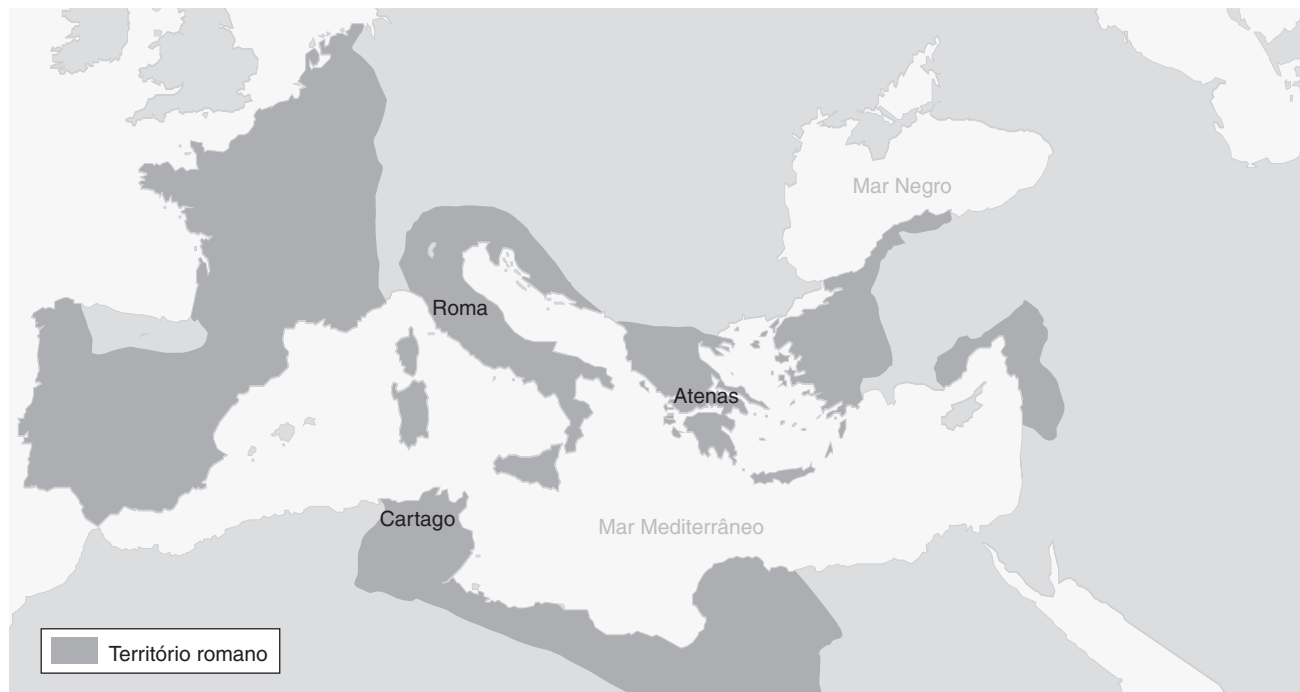 Mar Negro
Roma
Atenas
Cartago
Mar Mediterrâneo
Território romano